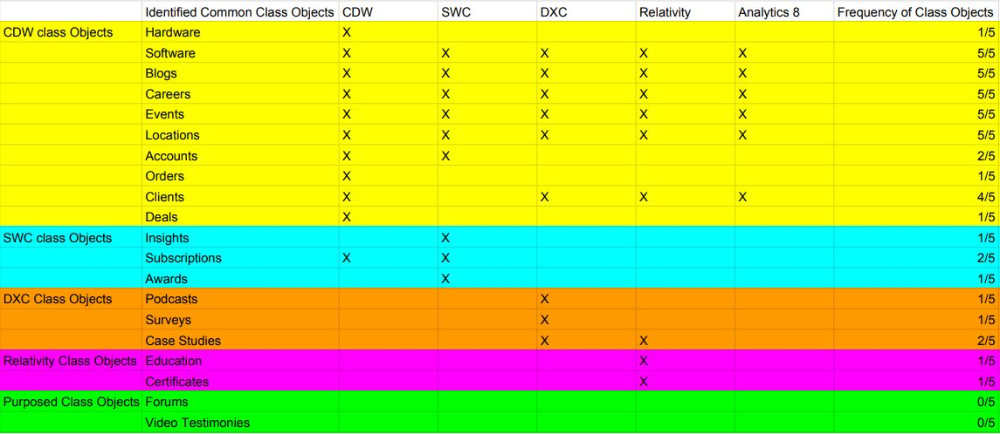 Identified Common Class Objects CDW SWC DXC Relativity Analytics 8 Frequency of Class Objects
CDW class Objects Hardware X 1/5
Software X X X X X 5/5
Blogs X X X X X 5/5
Careers X X X X X 5/5
Events X X X X X 5/5
Locations X X X X X 5/5
Accounts X X 2/5
Orders X 1/5
Clients X X X X 4/5
Deals X 1/5
SWC class Objects Insights X 1/5
Subscriptions X X 2/5
Awards X 1/5
DXC Class Objects Podcasts X 1/5
Surveys X 1/5
Case Studies X X 2/5
Relativity Class Objects Education X 1/5
Certificates X 1/5
Purposed Class Objects Forums 0/5
Video Testimonies 0/5